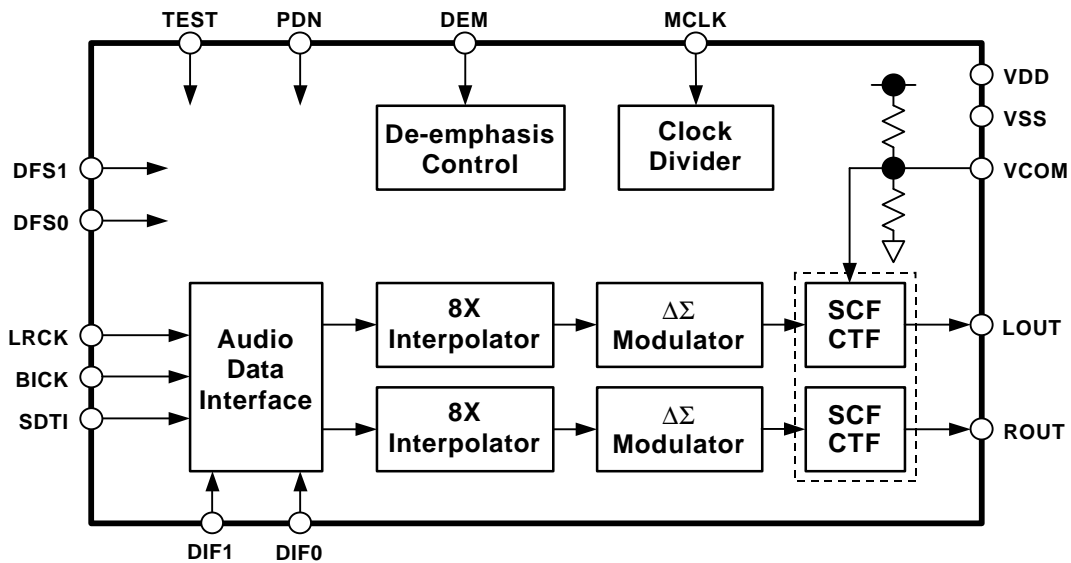 TEST
PDN
DEM
MCLK
VDD
VSS
VCOM
De-emphasis
Control
Clock
Divider
DFS1
DFS0
LRCK
BICK
SDTI
Audio
Data
Interface
8X
Interpolator
ΔΣ
Modulator
SCF
CTF
LOUT
8X
Interpolator
ΔΣ
Modulator
SCF
CTF
ROUT
DIF1
DIF0